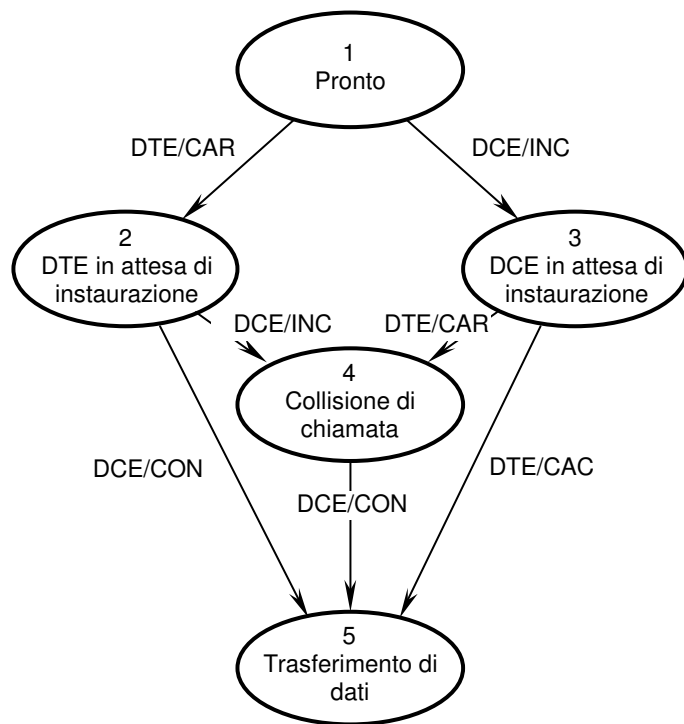 1
Pronto
DTE/CAR
DCE/INC
2
DTE in attesa di
instaurazione
3
DCE in attesa di
instaurazione
DCE/INC
DTE/CAR
4
Collisione di
chiamata
DCE/CON
DTE/CAC
DCE/CON
5
Trasferimento di
dati